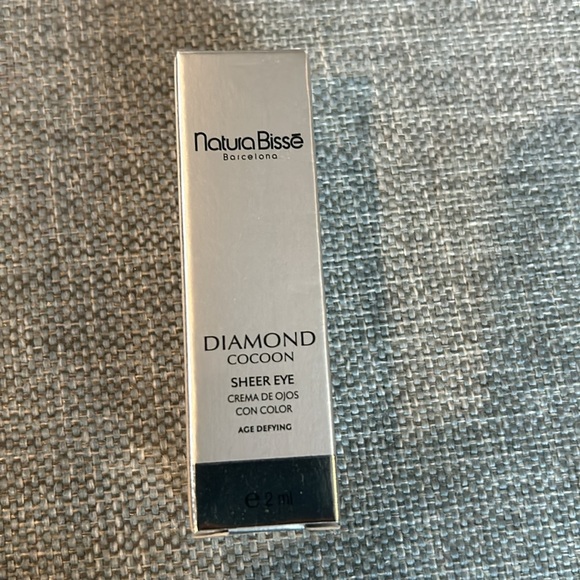 Natura Bissé
Barcelona
DIAMOND
COCOON
SHEER EYE
CREMA DE OJOS
CON COLOR
AGE DEFYING
℮ 2 ml